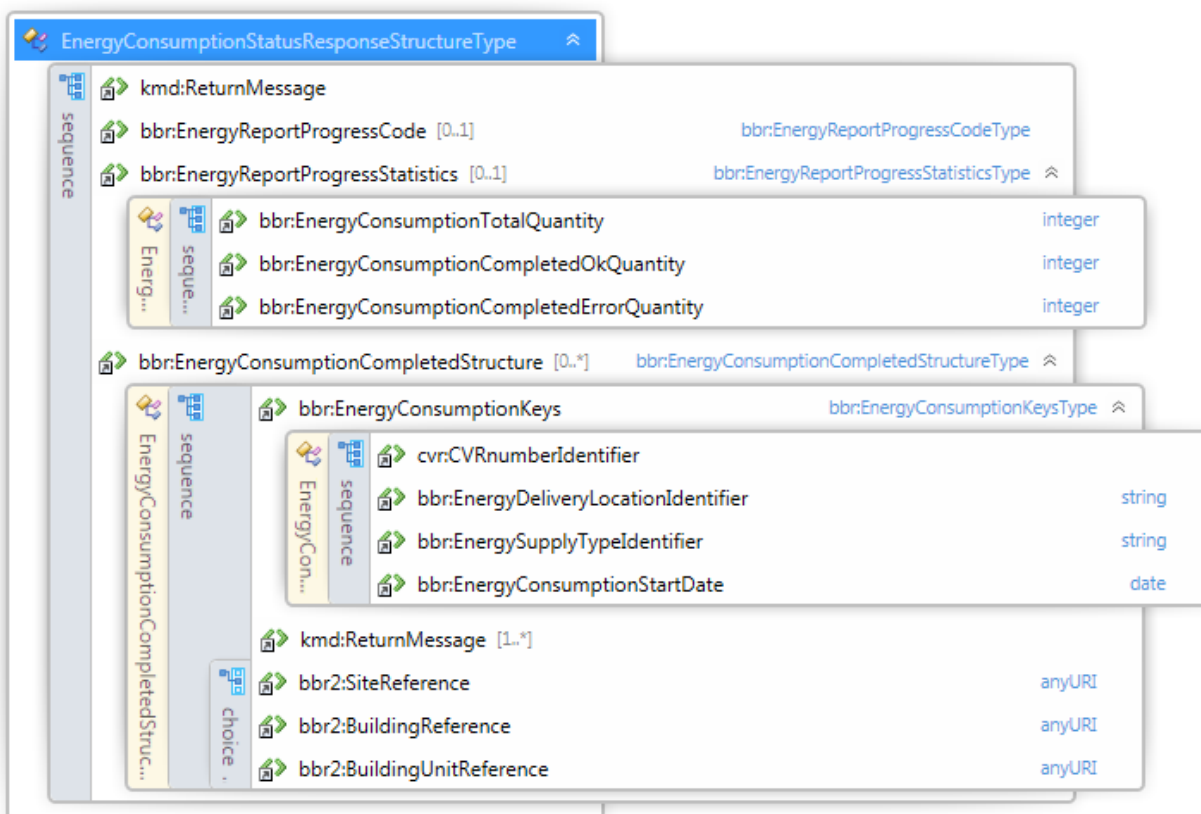 EnergyConsumptionStatusResponseStructureType
sequence
kmd:ReturnMessage
bbr:EnergyReportProgressCode [0..1] bbr:EnergyReportProgressCodeType
bbr:EnergyReportProgressStatistics [0..1] bbr:EnergyReportProgressStatisticsType
Energ...
seque...
bbr:EnergyConsumptionTotalQuantity integer
bbr:EnergyConsumptionCompletedOkQuantity integer
bbr:EnergyConsumptionCompletedErrorQuantity integer
bbr:EnergyConsumptionCompletedStructure [0..*] bbr:EnergyConsumptionCompletedStructureType
EnergyConsumptionCompletedStruc...
sequence
bbr:EnergyConsumptionKeys bbr:EnergyConsumptionKeysType
EnergyCon...
sequence
cvr:CVRnumberIdentifier
bbr:EnergyDeliveryLocationIdentifier string
bbr:EnergySupplyTypeIdentifier string
bbr:EnergyConsumptionStartDate date
kmd:ReturnMessage [1..*]
choice .
bbr2:SiteReference anyURI
bbr2:BuildingReference anyURI
bbr2:BuildingUnitReference anyURI